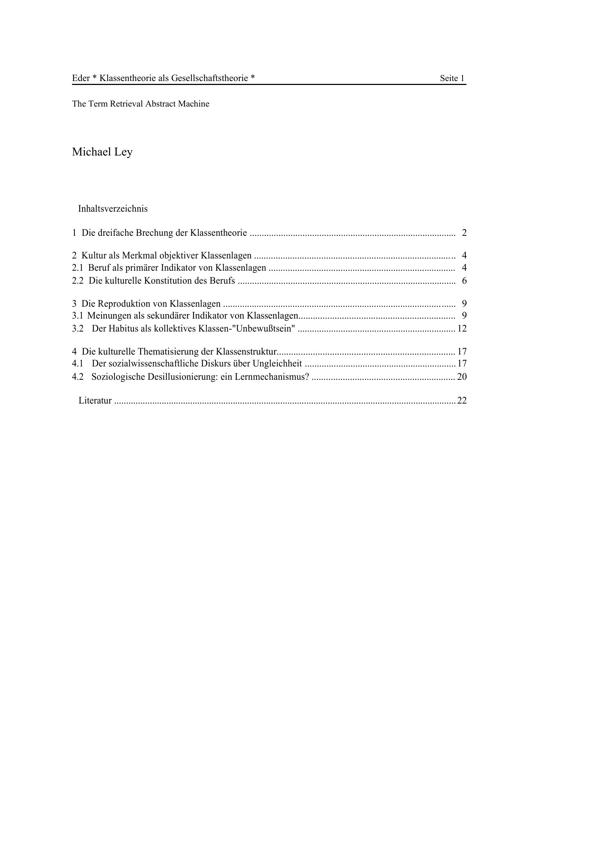 Eder * Klassentheorie als Gesellschaftstheorie * Seite 1
The Term Retrieval Abstract Machine
Michael Ley
Inhaltsverzeichnis
1 Die dreifache Brechung der Klassentheorie ........................................................................................ 2
2 Kultur als Merkmal objektiver Klassenlagen ...................................................................................... 4
2.1 Beruf als primärer Indikator von Klassenlagen ................................................................................ 4
2.2 Die kulturelle Konstitution des Berufs ............................................................................................. 6
3 Die Reproduktion von Klassenlagen ................................................................................................... 9
3.1 Meinungen als sekundärer Indikator von Klassenlagen................................................................... 9
3.2 Der Habitus als kollektives Klassen-"Unbewußtsein" .................................................................... 12
4 Die kulturelle Thematisierung der Klassenstruktur............................................................................ 17
4.1 Der sozialwissenschaftliche Diskurs über Ungleichheit ................................................................. 17
4.2 Soziologische Desillusionierung: ein Lernmechanismus? .............................................................. 20
Literatur ................................................................................................................................................. 22